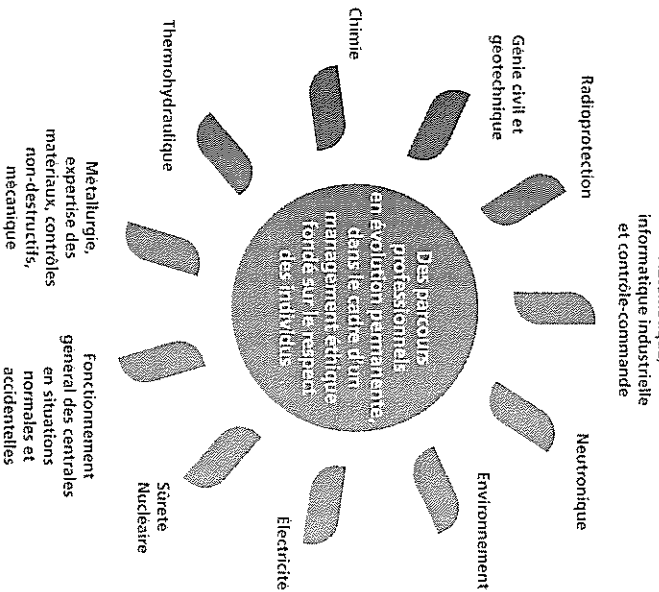 informatique industrielle
et contrôle-commande
Radioprotection
Neutronique
Génie civil et
géotechnique
Environnement
Des parcours
professionnels
en évolution permanente,
dans le cadre d'un
management éthique
fondé sur le respect
des individus
Chimie
Électricité
Thermohydraulique
Sûreté
Nucléaire
Métallurgie,
expertise des
matériaux, contrôles
non-destructifs,
mécanique
Fonctionnement
général des centrales
en situations
normales et
accidentelles